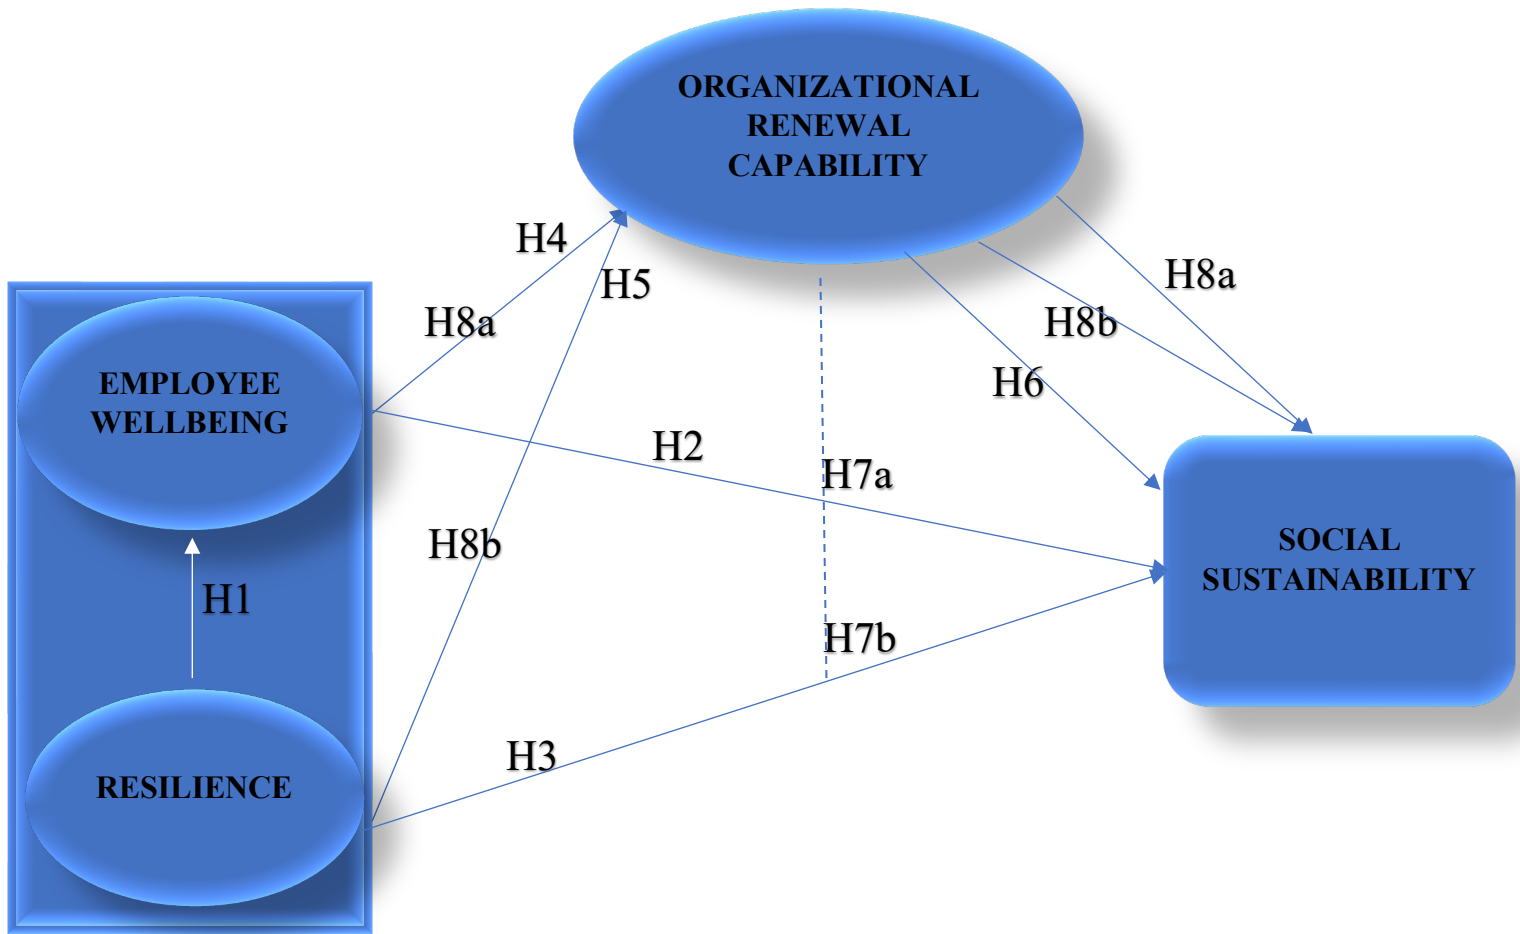 ORGANIZATIONAL
RENEWAL
CAPABILITY
H4
H5
H8a
H8a
H8b
H6
EMPLOYEE
WELLBEING
H2
H7a
H8b
SOCIAL
SUSTAINABILITY
H1
H7b
H3
RESILIENCE